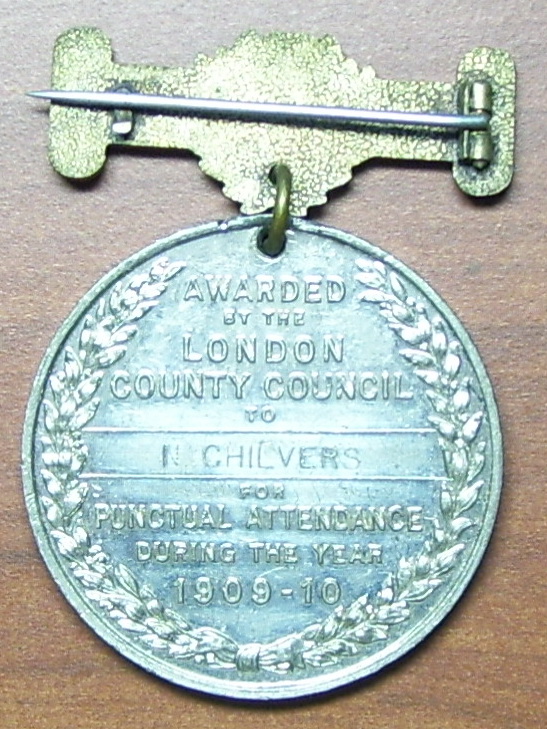 AWARDED
BY THE
LONDON
COUNTY COUNCIL
TO
N. CHILVERS
FOR
PUNCTUAL ATTENDANCE
DURING THE YEAR
1909-10